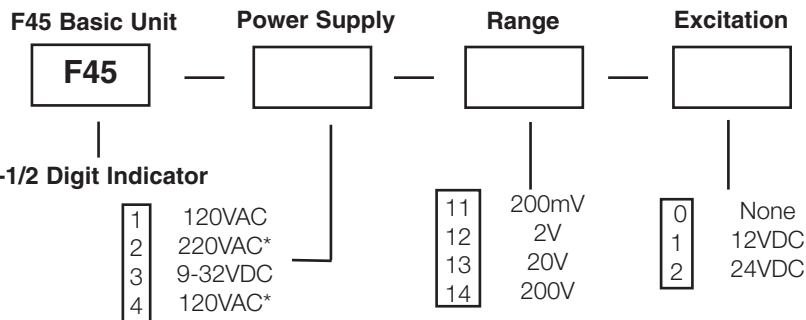 F45 Basic Unit Power Supply Range Excitation
F45
-1/2 Digit Indicator
1 120VAC
2 220VAC*
3 9-32VDC
4 120VAC*
11 200mV
12 2V
13 20V
14 200V
0 None
1 12VDC
2 24VDC